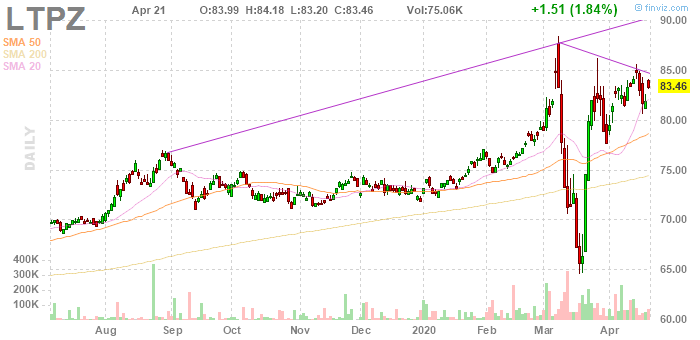 LTPZ
Apr 21
O:83.99 H:84.18 L:83.20 C:83.46
Vol:75.06K
+1.51 (1.84%)
finviz.com
SMA 50
SMA 200
SMA 20
DAILY
90.00
85.00
83.46
80.00
75.00
70.00
65.00
60.00
400K
300K
200K
100K
Aug Sep Oct Nov Dec 2020 Feb Mar Apr